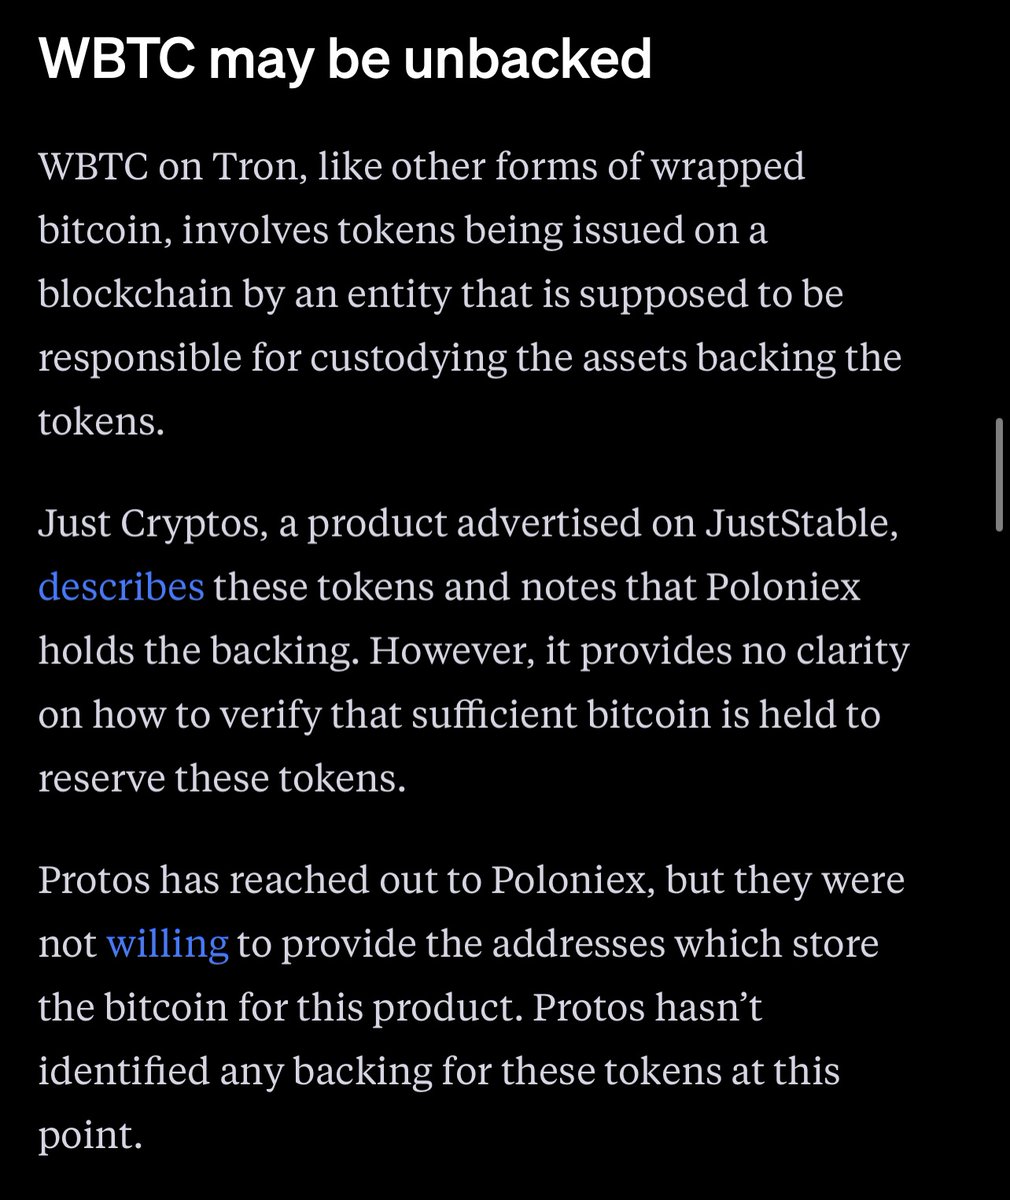 WBTC may be unbacked
WBTC on Tron, like other forms of wrapped
bitcoin, involves tokens being issued on a
blockchain by an entity that is supposed to be
responsible for custodying the assets backing the
tokens.
Just Cryptos, a product advertised on JustStable,
describes these tokens and notes that Poloniex
holds the backing. However, it provides no clarity
on how to verify that sufficient bitcoin is held to
reserve these tokens.
Protos has reached out to Poloniex, but they were
not willing to provide the addresses which store
the bitcoin for this product. Protos hasn’t
identified any backing for these tokens at this
point.